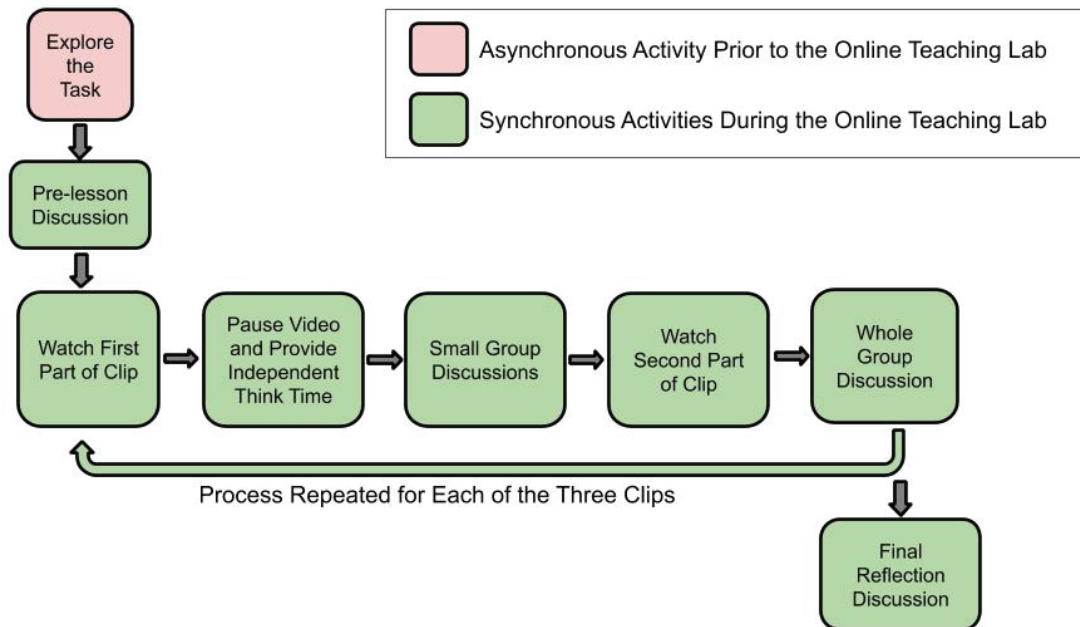 Explore
the
Task
Asynchronous Activity Prior to the Online Teaching Lab
Synchronous Activities During the Online Teaching Lab
Pre-lesson
Discussion
Watch First
Part of Clip
Pause Video
and Provide
Independent
Think Time
Small Group
Discussions
Watch
Second Part
of Clip
Whole
Group
Discussion
Process Repeated for Each of the Three Clips
Final
Reflection
Discussion